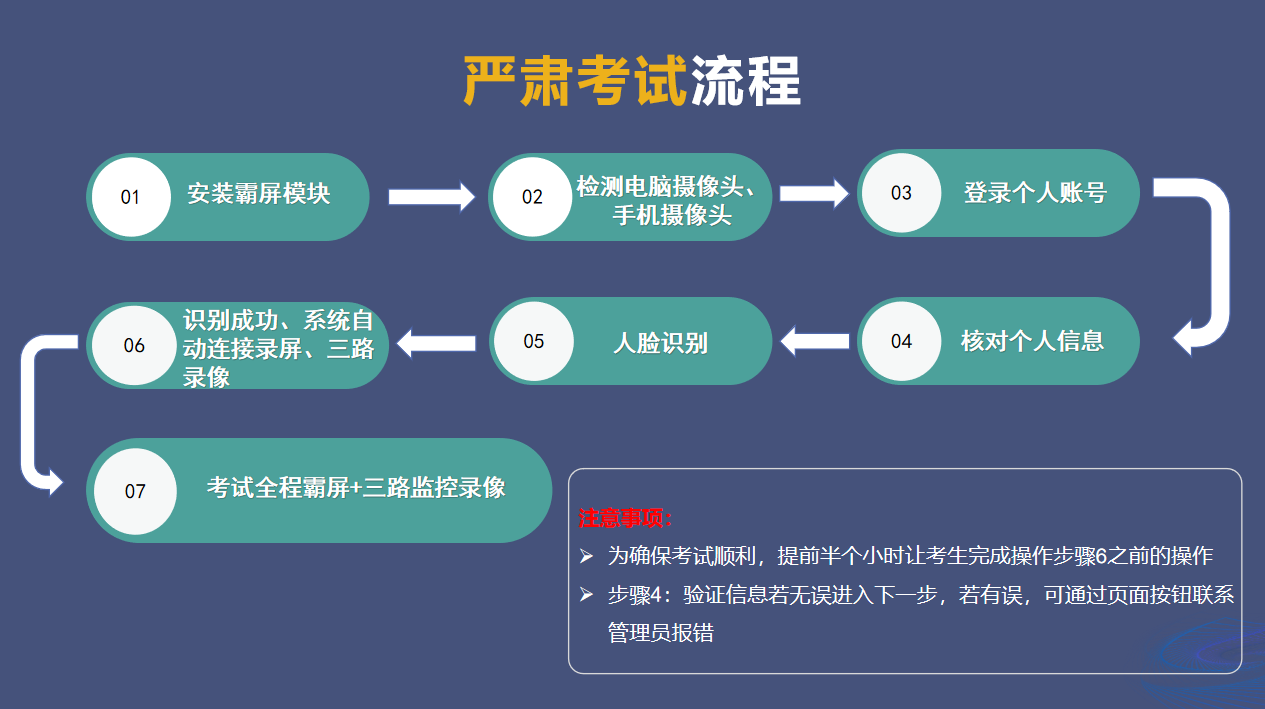 严肃考试流程
01
安装霸屏模块
02
检测电脑摄像头、
手机摄像头
03
登录个人账号
04
核对个人信息
05
人脸识别
06
识别成功、系统自
动连接录屏、三路
录像
07
考试全程霸屏+三路监控录像
注意事项：
➢ 为确保考试顺利，提前半个小时让考生完成操作步骤6之前的操作
➢ 步骤4：验证信息若无误进入下一步，若有误，可通过页面按钮联系
管理员报错